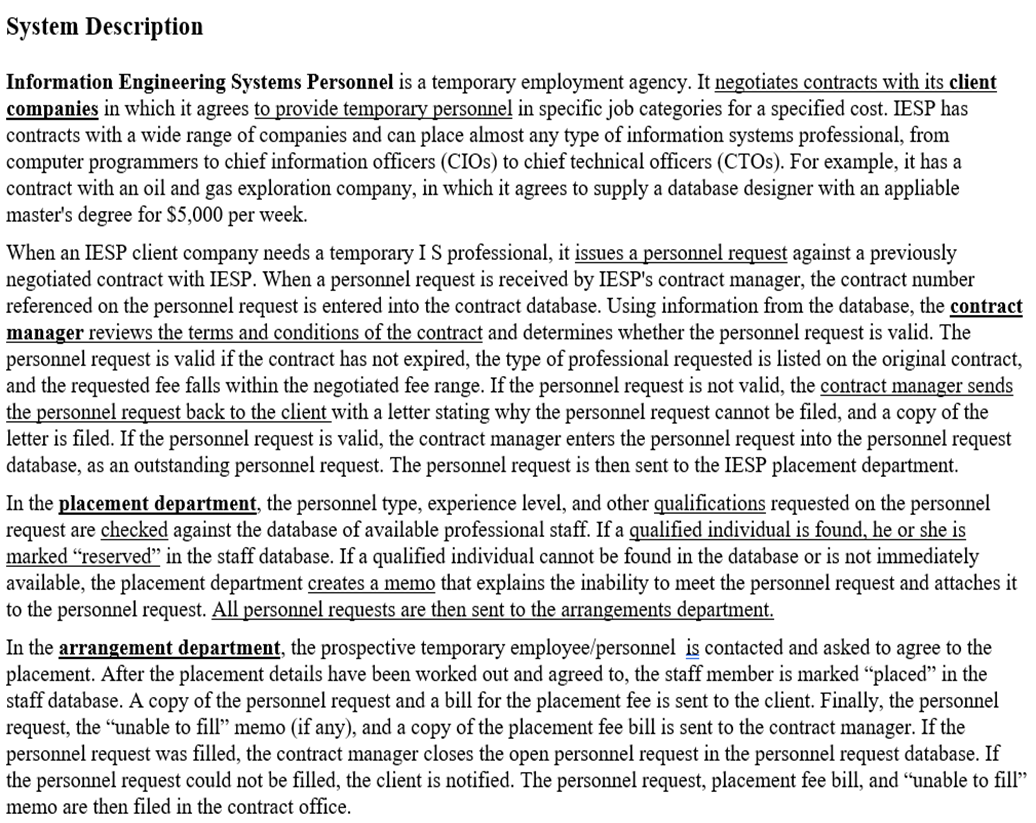 System Description
Information Engineering Systems Personnel is a temporary employment agency. It negotiates contracts with its client
companies in which it agrees to provide temporary personnel in specific job categories for a specified cost. IESP has
contracts with a wide range of companies and can place almost any type of information systems professional, from
computer programmers to chief information officers (CIOs) to chief technical officers (CTOs). For example, it has a
contract with an oil and gas exploration company, in which it agrees to supply a database designer with an appliable
master's degree for $5,000 per week.
When an IESP client company needs a temporary I S professional, it issues a personnel request against a previously
negotiated contract with IESP. When a personnel request is received by IESP's contract manager, the contract number
referenced on the personnel request is entered into the contract database. Using information from the database, the contract
manager reviews the terms and conditions of the contract and determines whether the personnel request is valid. The
personnel request is valid if the contract has not expired, the type of professional requested is listed on the original contract,
and the requested fee falls within the negotiated fee range. If the personnel request is not valid, the contract manager sends
the personnel request back to the client with a letter stating why the personnel request cannot be filed, and a copy of the
letter is filed. If the personnel request is valid, the contract manager enters the personnel request into the personnel request
database, as an outstanding personnel request. The personnel request is then sent to the IESP placement department.
In the placement department, the personnel type, experience level, and other qualifications requested on the personnel
request are checked against the database of available professional staff. If a qualified individual is found, he or she is
marked “reserved” in the staff database. If a qualified individual cannot be found in the database or is not immediately
available, the placement department creates a memo that explains the inability to meet the personnel request and attaches it
to the personnel request. All personnel requests are then sent to the arrangements department.
In the arrangement department, the prospective temporary employee/personnel is contacted and asked to agree to the
placement. After the placement details have been worked out and agreed to, the staff member is marked “placed” in the
staff database. A copy of the personnel request and a bill for the placement fee is sent to the client. Finally, the personnel
request, the “unable to fill” memo (if any), and a copy of the placement fee bill is sent to the contract manager. If the
personnel request was filled, the contract manager closes the open personnel request in the personnel request database. If
the personnel request could not be filled, the client is notified. The personnel request, placement fee bill, and “unable to fill”
memo are then filed in the contract office.